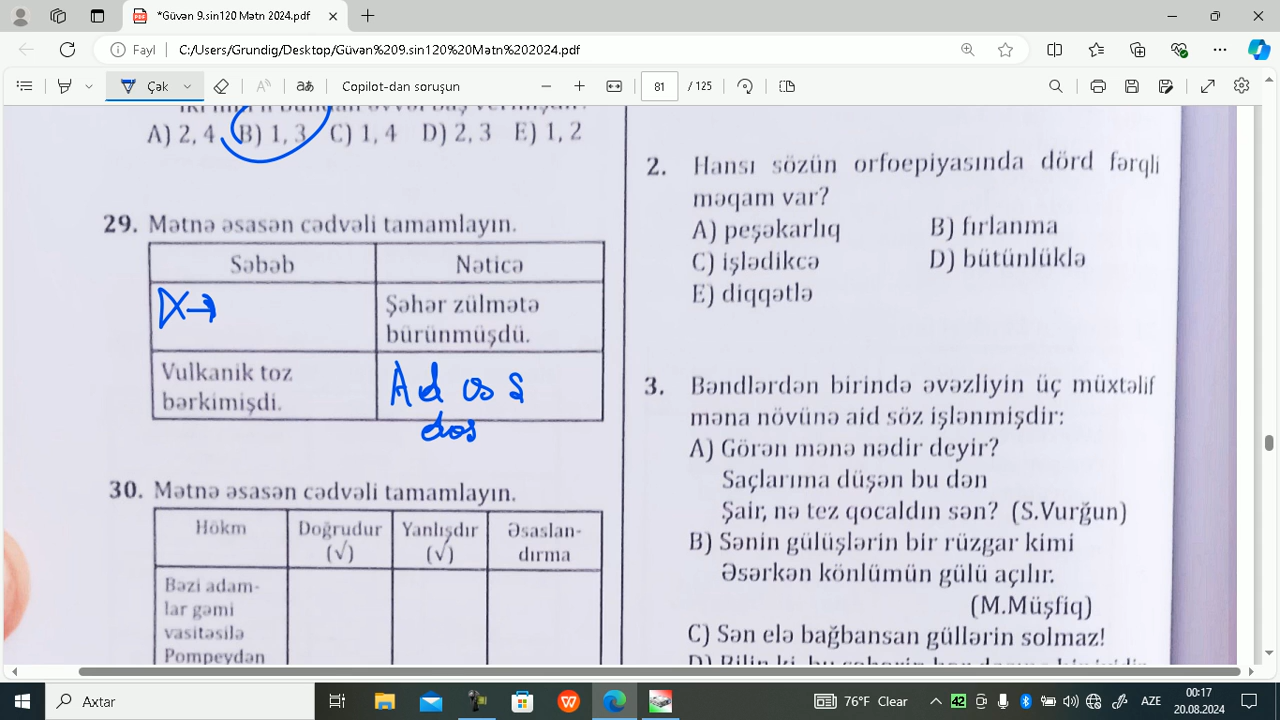 *Güvən 9.sin120 Mətn 2024.pdf
Fayl
C:/Users/Grundig/Desktop/Güvən%209.sin120%20Mətn%202024.pdf
Çək
aあ
Copilot-dan soruşun
81 / 125
A) 2, 4 B) 1, 3 C) 1, 4 D) 2, 3 E) 1, 2
29. Mətnə əsasən cədvəli tamamlayın.
Səbəb Nəticə
Şəhər zülmətə
bürünmüşdü.
Vulkanik toz
bərkimişdi.
30. Mətnə əsasən cədvəli tamamlayın.
Hökm Doğrudur (√) Yanlışdır (√) Əsaslan-dırma
Bəzi adam-
lar gəmi
vasitəsilə
Pompeydən
2. Hansı sözün orfoepiyasında dörd fərqli
məqam var?
A) peşəkarlıq B) fırlanma
C) işlədikcə D) bütünlüklə
E) diqqətlə
3. Bəndlərdən birində əvəzliyin üç müxtəlif
məna növünə aid söz işlənmişdir:
A) Görən mənə nədir deyir?
Saçlarıma düşən bu dən
Şair, nə tez qocaldın sən? (S.Vurğun)
B) Sənin gülüşlərin bir rüzgar kimi
Əsərkən könlümün gülü açılır.
(M.Müşfiq)
C) Sən elə bağbansan güllərin solmaz!
Axtar
42
76°F Clear
AZE
00:17
20.08.2024